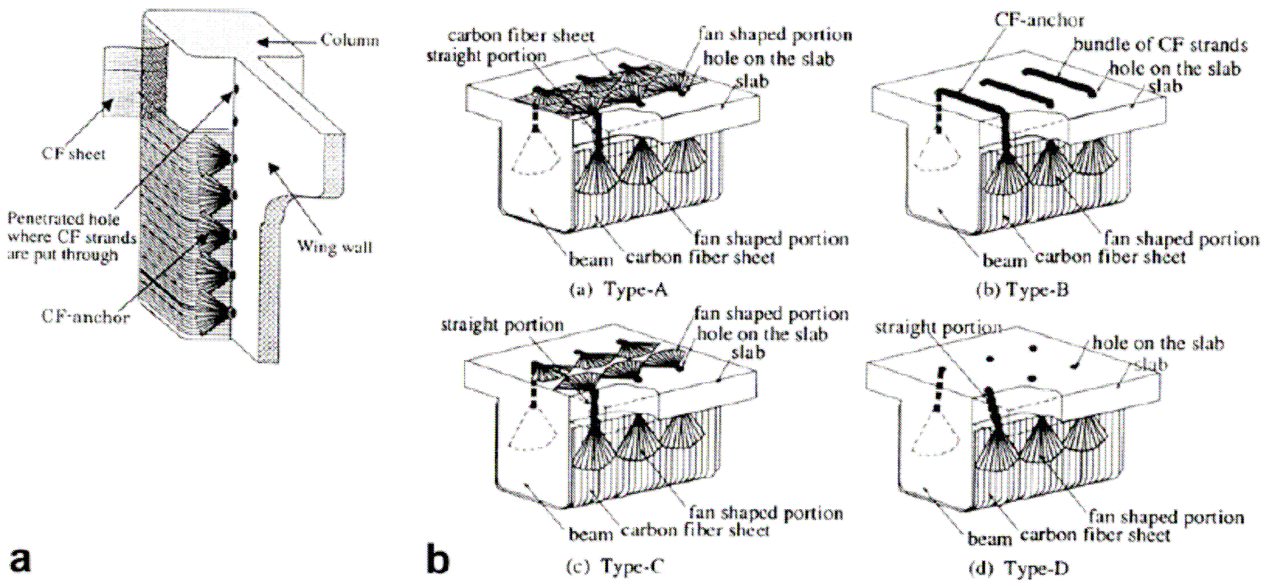 Column
CF sheet
Penetrated hole
where CF strands
are put through
Wing wall
CF-anchor
a
carbon fiber sheet
straight portion
fan shaped portion
hole on the slab
slab
fan shaped portion
beam carbon fiber sheet
(a) Type-A
CF-anchor
bundle of CF strands
hole on the slab
slab
fan shaped portion
beam carbon fiber sheet
(b) Type-B
straight portion
fan shaped portion
hole on the slab
slab
fan shaped portion
beam carbon fiber sheet
(c) Type-C
straight portion
hole on the slab
slab
fan shaped portion
beam carbon fiber sheet
(d) Type-D
b